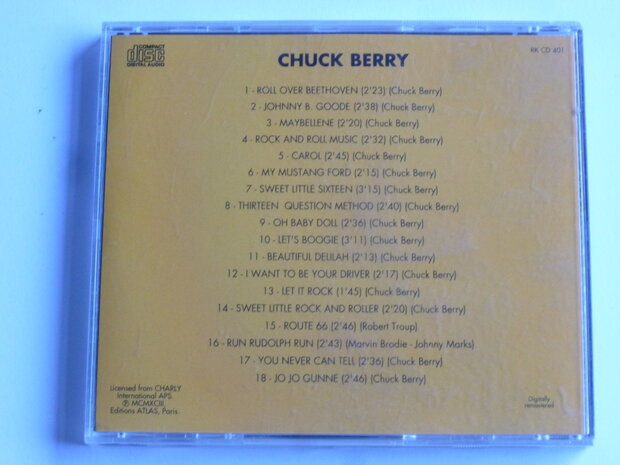 COMPACT
disc
DIGITAL AUDIO
CHUCK BERRY
RK CD 401
1 - ROLL OVER BEETHOVEN (2'23) (Chuck Berry)
2 - JOHNNY B. GOODE (2'38) (Chuck Berry)
3 - MAYBELLENE (2'20) (Chuck Berry)
4 - ROCK AND ROLL MUSIC (2'32) (Chuck Berry)
5 - CAROL (2'45) (Chuck Berry)
6 - MY MUSTANG FORD (2'15) (Chuck Berry)
7 - SWEET LITTLE SIXTEEN (3'15) (Chuck Berry)
8 - THIRTEEN QUESTION METHOD (2'40) (Chuck Berry)
9 - OH BABY DOLL (2'36) (Chuck Berry)
10 - LET'S BOOGIE (3'11) (Chuck Berry)
11 - BEAUTIFUL DELILAH (2'13) (Chuck Berry)
12 - I WANT TO BE YOUR DRIVER (2'17) (Chuck Berry)
13 - LET IT ROCK (1'45) (Chuck Berry)
14 - SWEET LITTLE ROCK AND ROLLER (2'20) (Chuck Berry)
15 - ROUTE 66 (2'46) (Robert Troup)
16 - RUN RUDOLPH RUN (2'43) (Marvin Brodie - Johnny Marks)
17 - YOU NEVER CAN TELL (2'36) (Chuck Berry)
18 - JO JO GUNNE (2'46) (Chuck Berry)
Licensed from CHARLY
International APS.
℗ MCMXCIII
Editions ATLAS, Paris.
Digitally
remastered